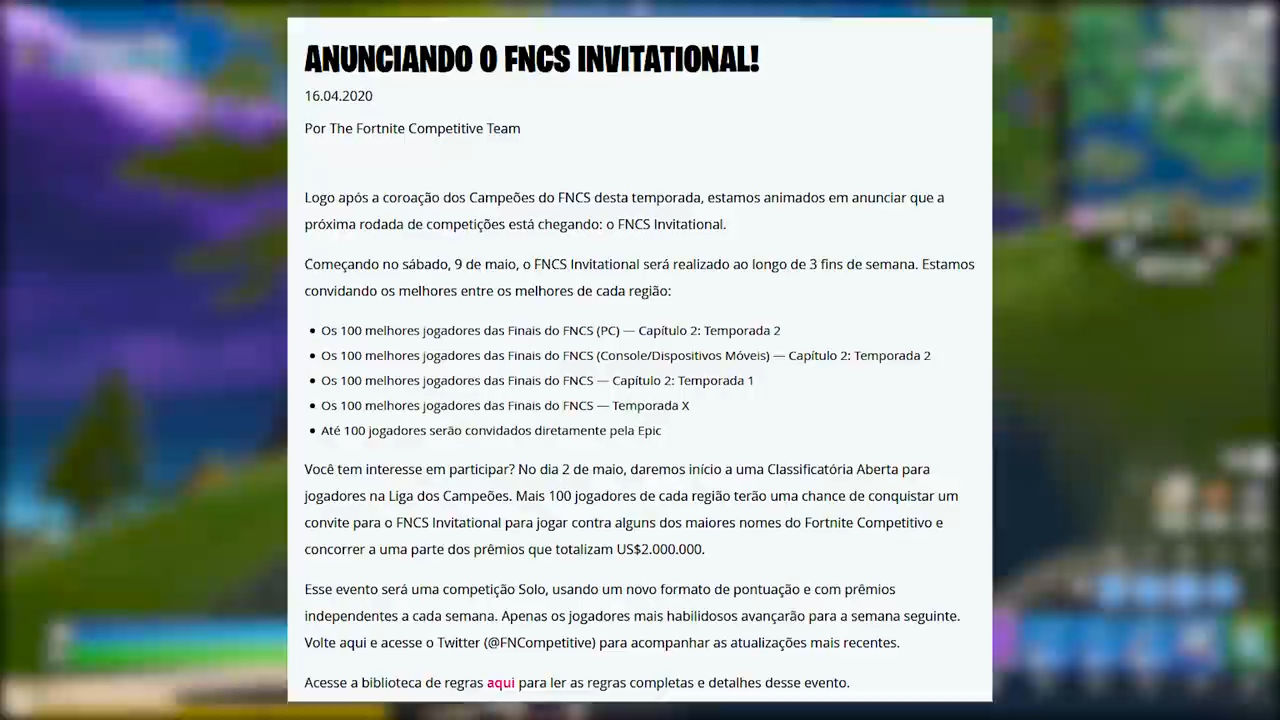 ANUNCIANDO O FNCS INVITATIONAL!
16.04.2020
Por The Fortnite Competitive Team
Logo após a coroação dos Campeões do FNCS desta temporada, estamos animados em anunciar que a
próxima rodada de competições está chegando: o FNCS Invitational.
Começando no sábado, 9 de maio, o FNCS Invitational será realizado ao longo de 3 fins de semana. Estamos
convidando os melhores entre os melhores de cada região:
• Os 100 melhores jogadores das Finais do FNCS (PC) — Capítulo 2: Temporada 2
• Os 100 melhores jogadores das Finais do FNCS (Console/Dispositivos Móveis) — Capítulo 2: Temporada 2
• Os 100 melhores jogadores das Finais do FNCS — Capítulo 2: Temporada 1
• Os 100 melhores jogadores das Finais do FNCS — Temporada X
• Até 100 jogadores serão convidados diretamente pela Epic
Você tem interesse em participar? No dia 2 de maio, daremos início a uma Classificatória Aberta para
jogadores na Liga dos Campeões. Mais 100 jogadores de cada região terão uma chance de conquistar um
convite para o FNCS Invitational para jogar contra alguns dos maiores nomes do Fortnite Competitivo e
concorrer a uma parte dos prêmios que totalizam US$2.000.000.
Esse evento será uma competição Solo, usando um novo formato de pontuação e com prêmios
independentes a cada semana. Apenas os jogadores mais habilidosos avançarão para a semana seguinte.
Volte aqui e acesse o Twitter (@FNCompetitive) para acompanhar as atualizações mais recentes.
Acesse a biblioteca de regras aqui para ler as regras completas e detalhes desse evento.